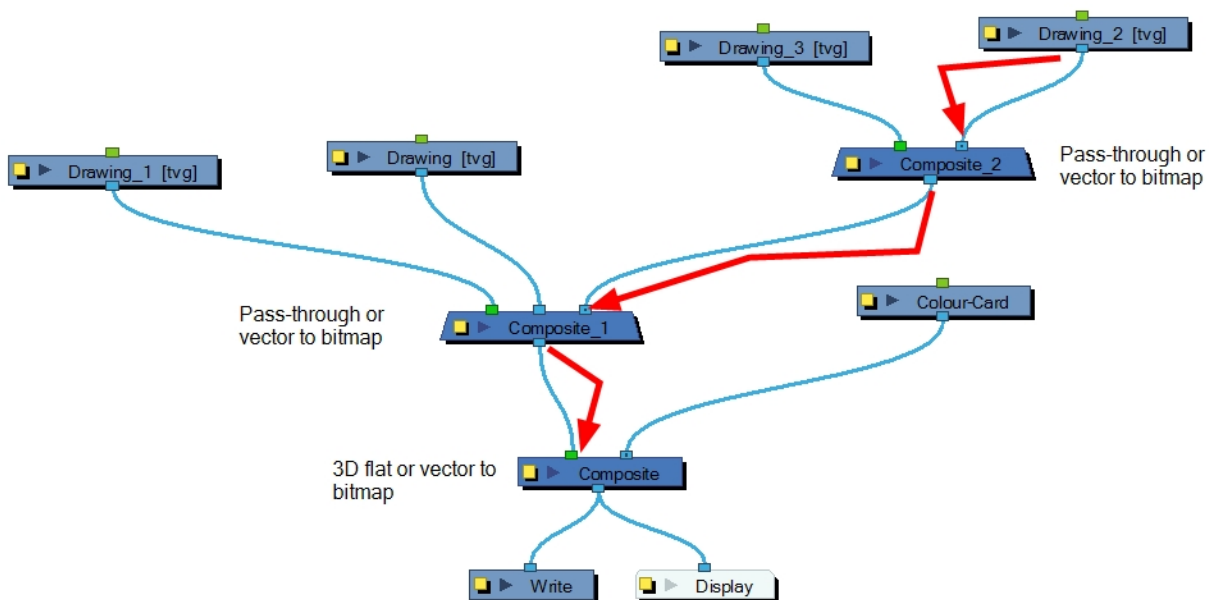 Drawing_3 [tvg]
Drawing_2 [tvg]
Drawing_1 [tvg]
Drawing [tvg]
Composite_2
Pass-through or
vector to bitmap
Colour-Card
Pass-through or
vector to bitmap
Composite_1
3D flat or vector to
bitmap
Composite
Write
Display